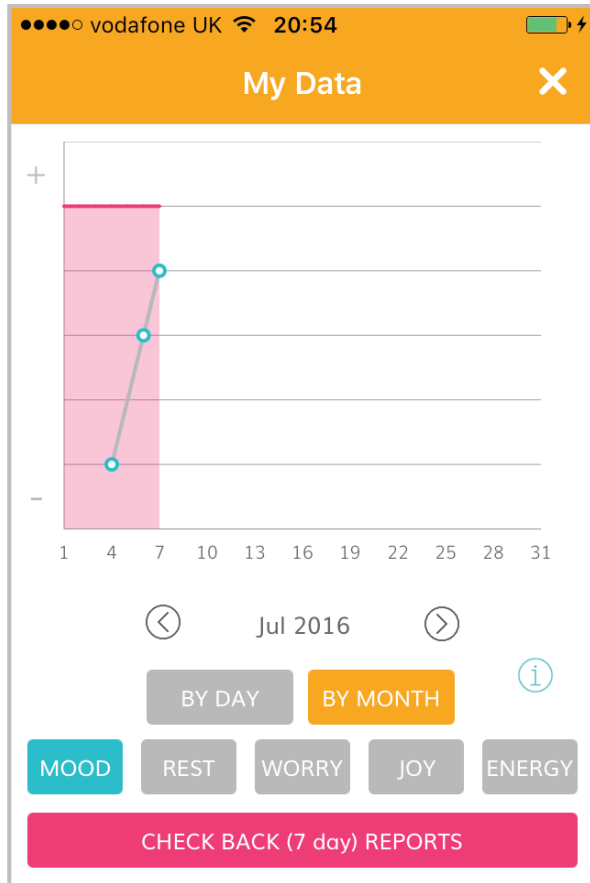 vodafone UK 20:54
My Data
+
-
1 4 7 10 13 16 19 22 25 28 31
Jul 2016
i
BY DAY BY MONTH
MOOD REST WORRY JOY ENERGY
CHECK BACK (7 day) REPORTS